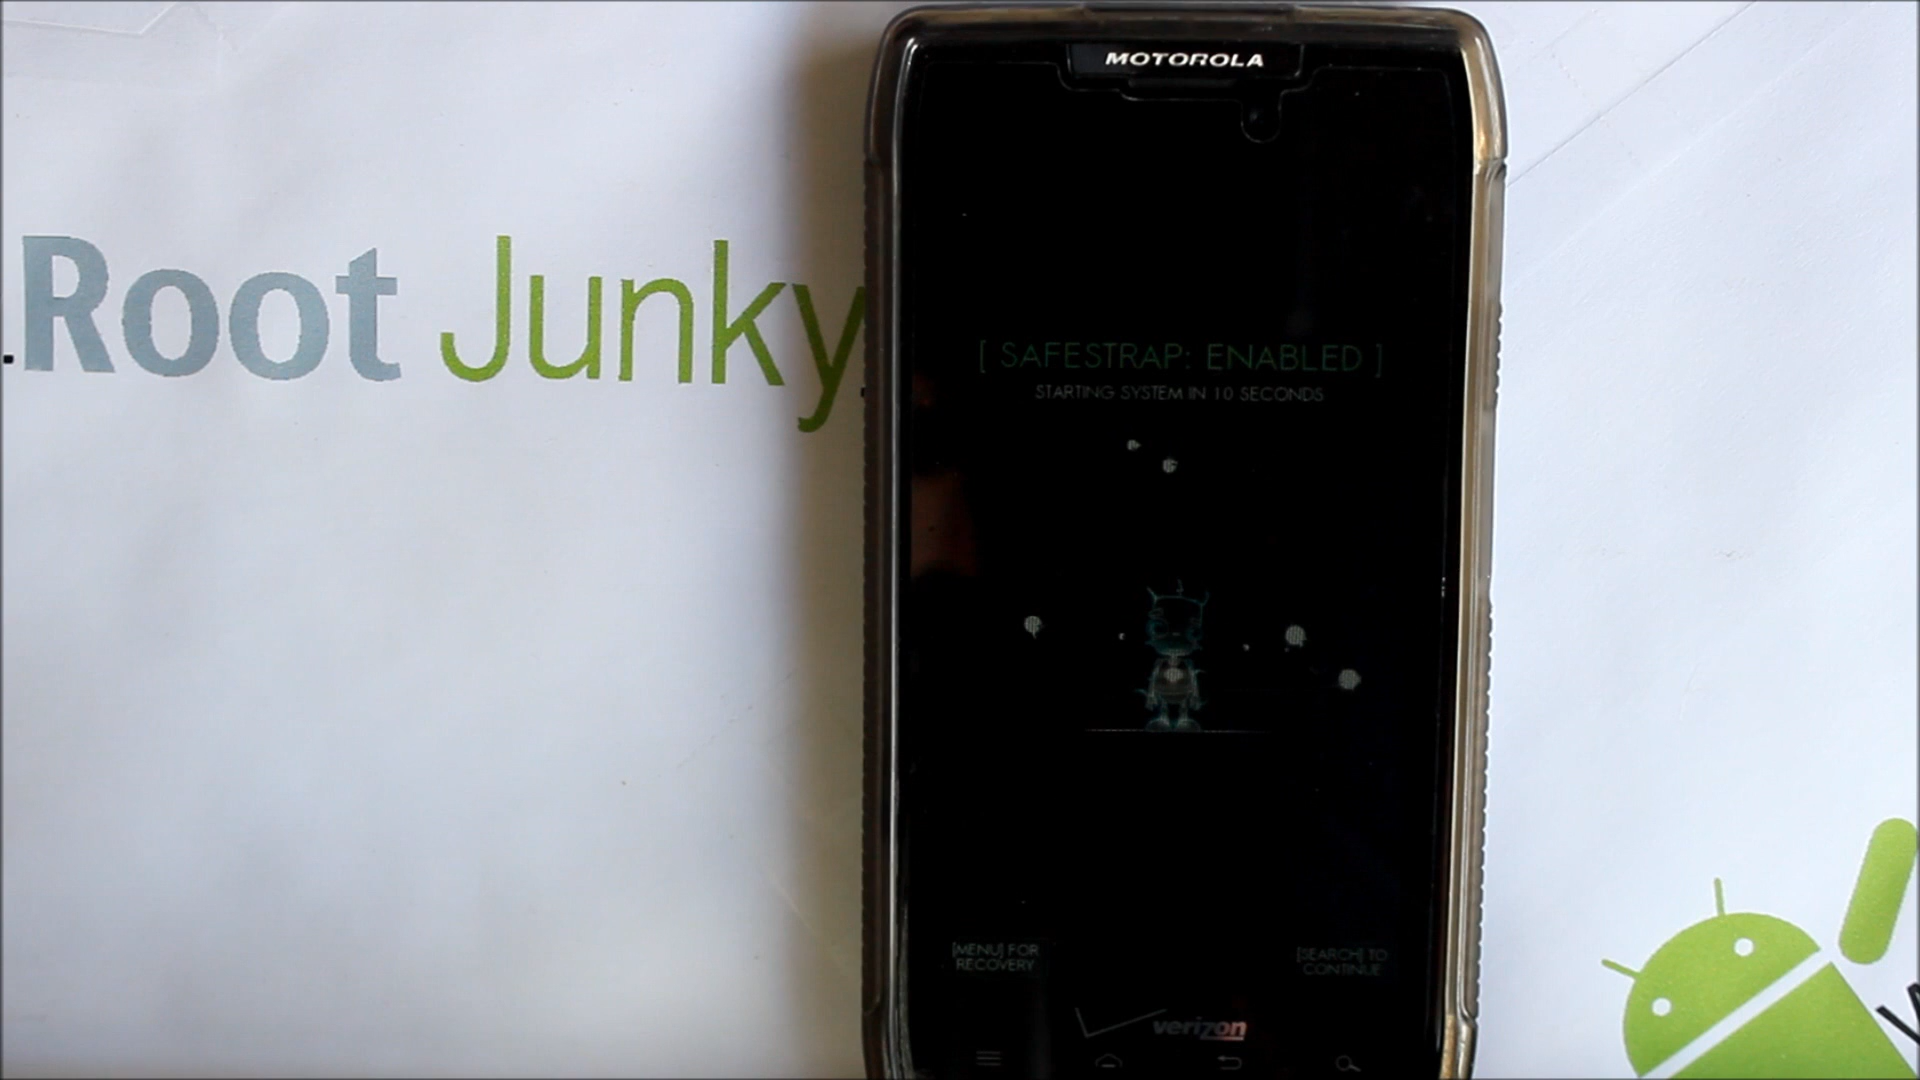 Root Junky
MOTOROLA
[ SAFESTRAP: ENABLED ]
STARTING SYSTEM IN 10 SECONDS
[MENU] FOR
RECOVERY
[SEARCH] TO
CONTINUE
verizon